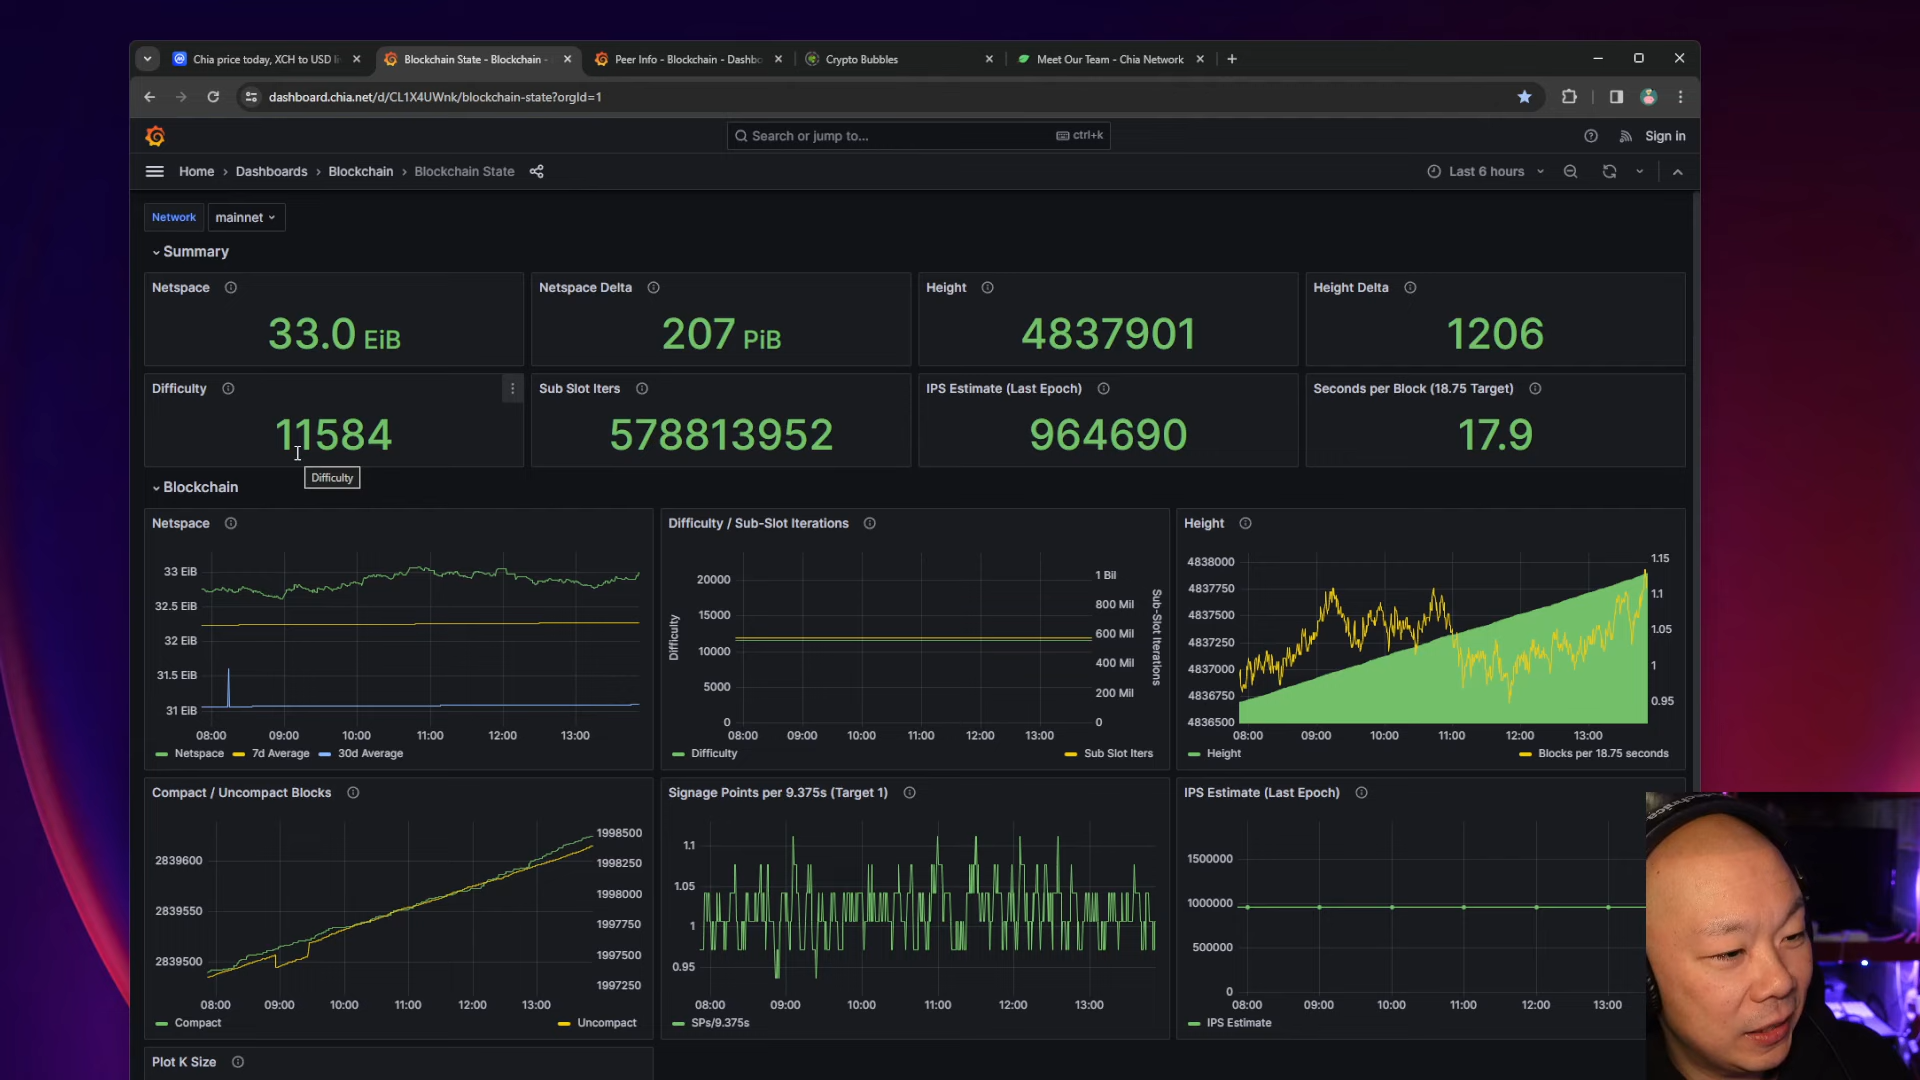 Chia price today, XCH to USD li
Blockchain State - Blockchain -
Peer Info - Blockchain - Dashbo
Crypto Bubbles
Meet Our Team - Chia Network
dashboard.chia.net/d/CL1X4UWnk/blockchain-state?orgId=1
Search or jump to...
ctrl+k
Sign in
Home › Dashboards › Blockchain › Blockchain State
Last 6 hours
Network mainnet
Summary
Netspace
33.0 EiB
Netspace Delta
207 PiB
Height
4837901
Height Delta
1206
Difficulty
11584
Difficulty
Sub Slot Iters
578813952
IPS Estimate (Last Epoch)
964690
Seconds per Block (18.75 Target)
17.9
Blockchain
Netspace
33 EiB
32.5 EiB
32 EiB
31.5 EiB
31 EiB
08:00 09:00 10:00 11:00 12:00 13:00
Netspace 7d Average 30d Average
Difficulty / Sub-Slot Iterations
20000
15000
10000
5000
0
Difficulty
1 Bil
800 Mil
600 Mil
400 Mil
200 Mil
0
Sub-Slot Iterations
08:00 09:00 10:00 11:00 12:00 13:00
Difficulty Sub Slot Iters
Height
4838000
4837750
4837500
4837250
4837000
4836750
4836500
1.15
1.1
1.05
1
0.95
08:00 09:00 10:00 11:00 12:00 13:00
Height Blocks per 18.75 seconds
Compact / Uncompact Blocks
2839600
2839550
2839500
1998500
1998250
1998000
1997750
1997500
1997250
08:00 09:00 10:00 11:00 12:00 13:00
Compact Uncompact
Signage Points per 9.375s (Target 1)
1.1
1.05
1
0.95
08:00 09:00 10:00 11:00 12:00 13:00
SPs/9.375s
IPS Estimate (Last Epoch)
1500000
1000000
500000
0
08:00 09:00 10:00 11:00 12:00 13:00
IPS Estimate
Plot K Size